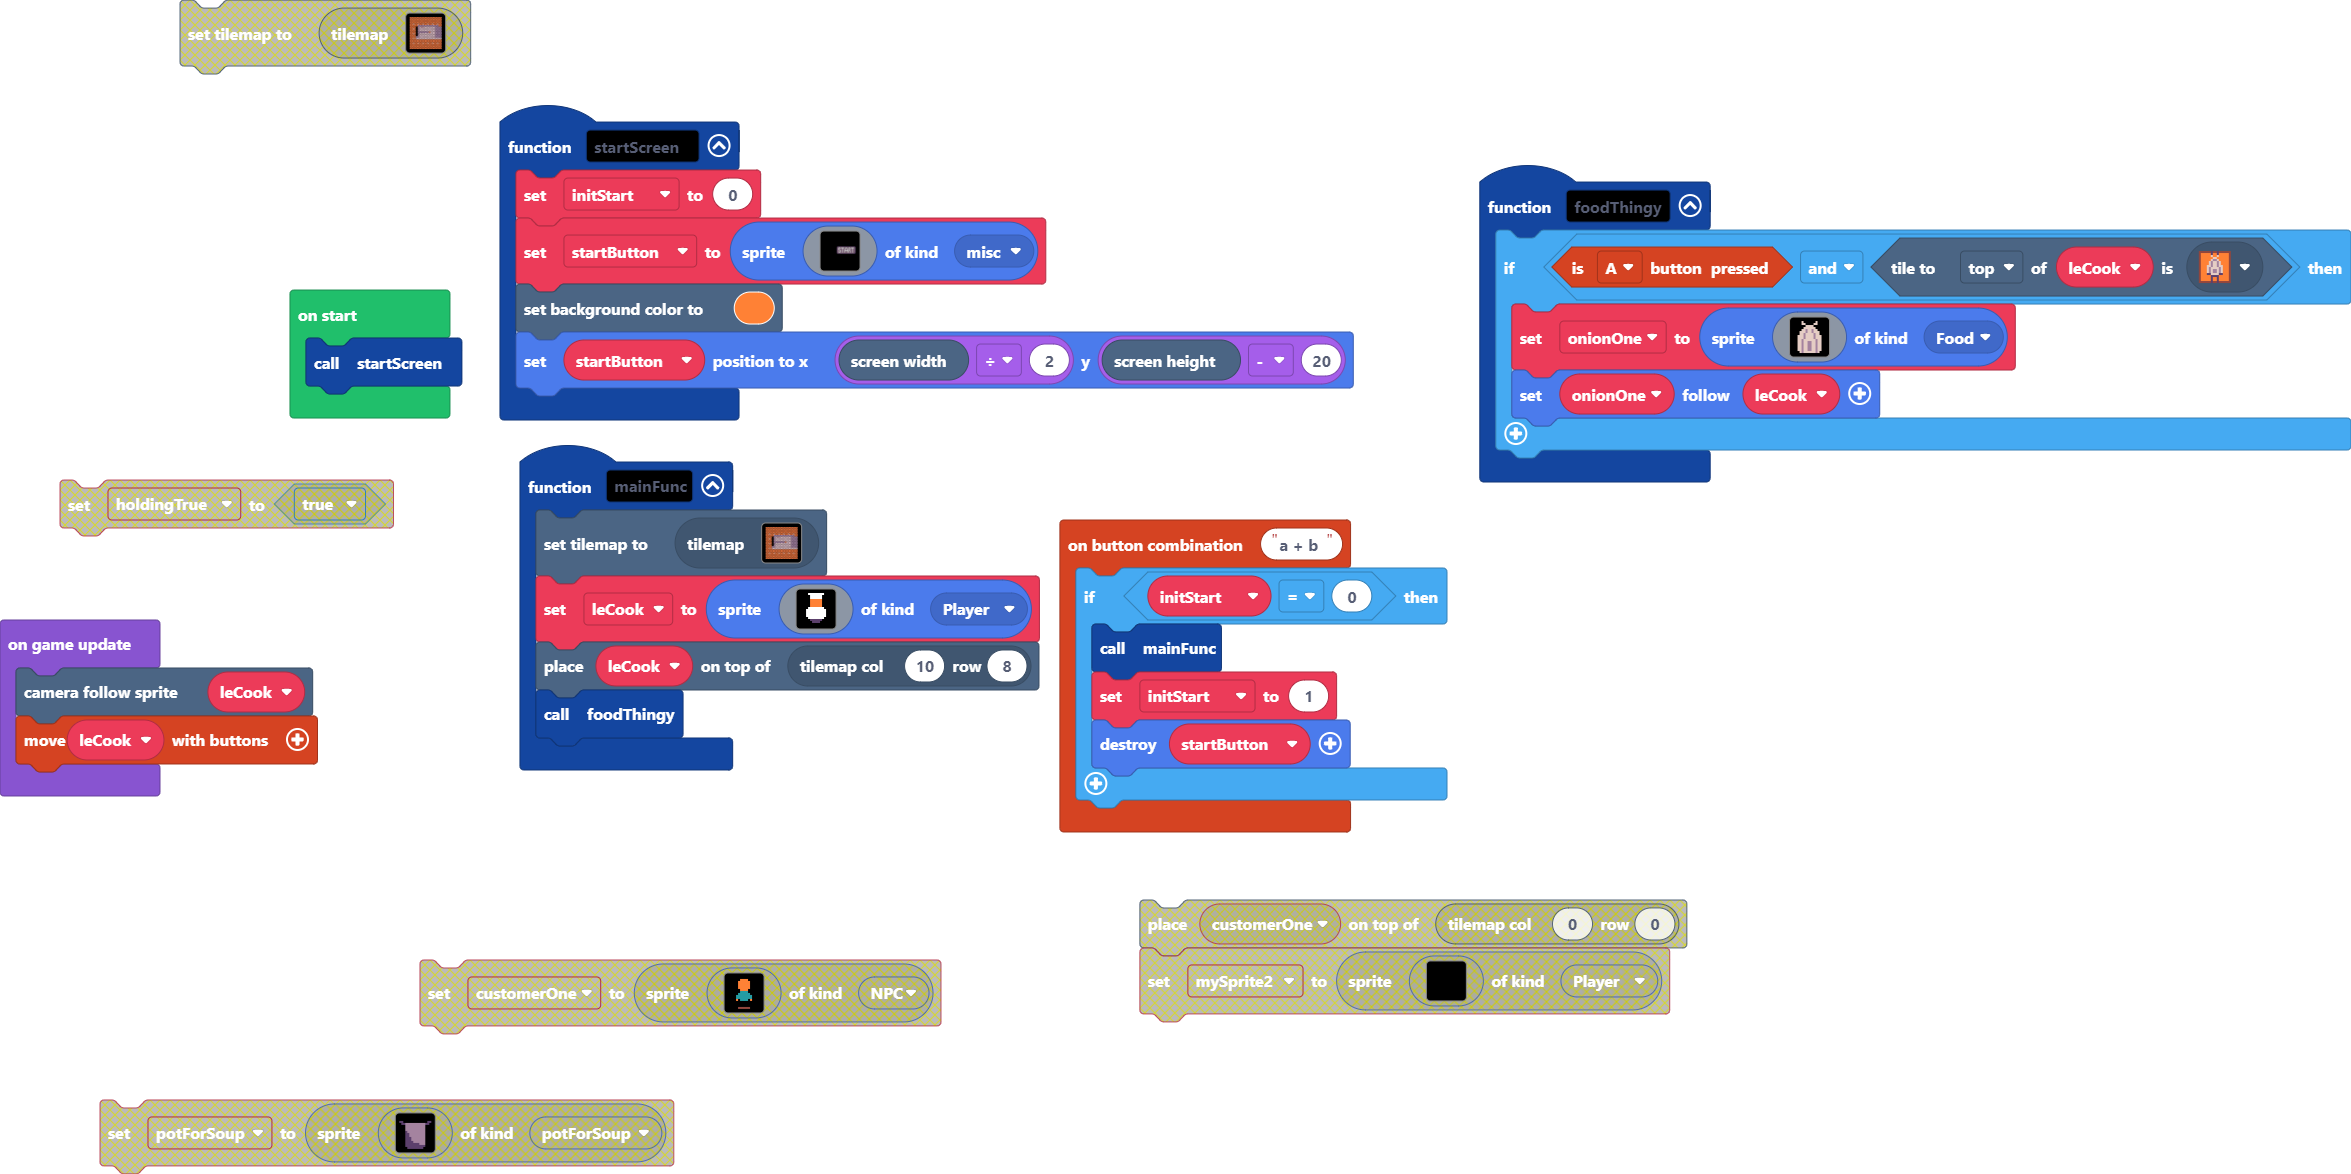 set tilemap to tilemap
function startScreen
set initStart to 0
set startButton to sprite START of kind misc
set background color to
set startButton position to x screen width ÷ 2 y screen height - 20
on start
call startScreen
function foodThingy
if is A button pressed and tile to top of leCook is then
set onionOne to sprite of kind Food
set onionOne follow leCook
set holdingTrue to true
function mainFunc
set tilemap to tilemap
set leCook to sprite of kind Player
place leCook on top of tilemap col 10 row 8
call foodThingy
on button combination "a + b"
if initStart = 0 then
call mainFunc
set initStart to 1
destroy startButton
on game update
camera follow sprite leCook
move leCook with buttons
place customerOne on top of tilemap col 0 row 0
set mySprite2 to sprite of kind Player
set customerOne to sprite of kind NPC
set potForSoup to sprite of kind potForSoup